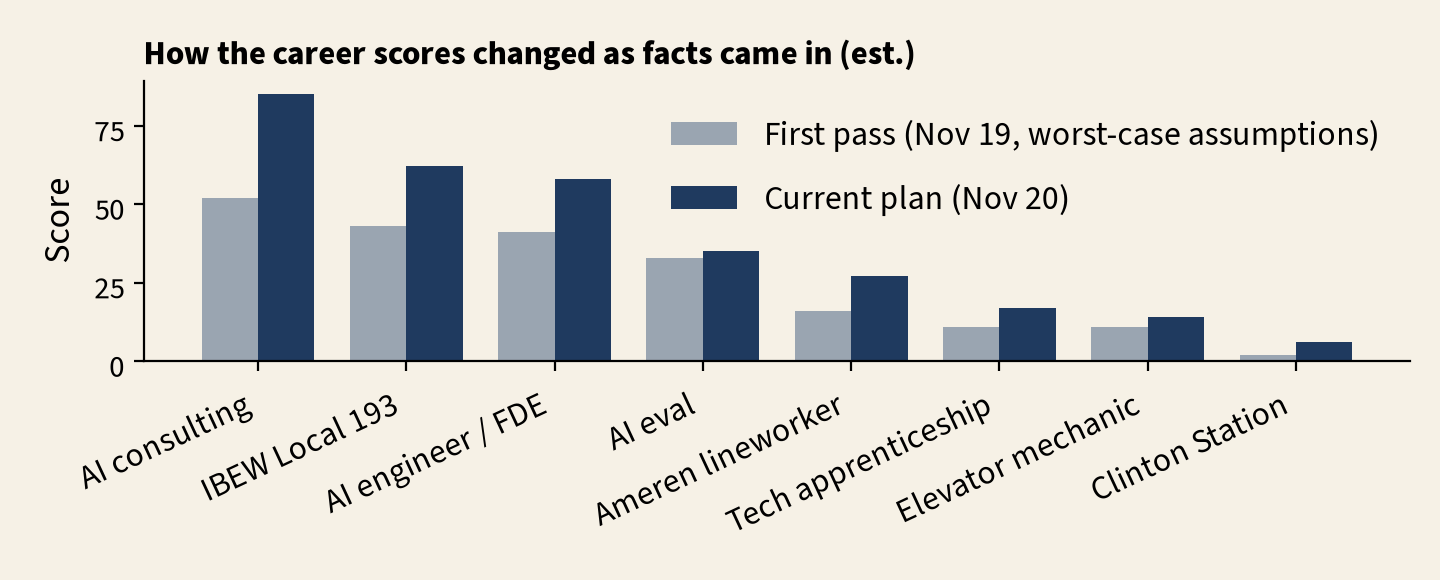 How the career scores changed as facts came in (est.)
75
50
25
0
Score
First pass (Nov 19, worst-case assumptions)
Current plan (Nov 20)
AI consulting
IBEW Local 193
AI engineer / FDE
AI eval
Ameren lineworker
Tech apprenticeship
Elevator mechanic
Clinton Station